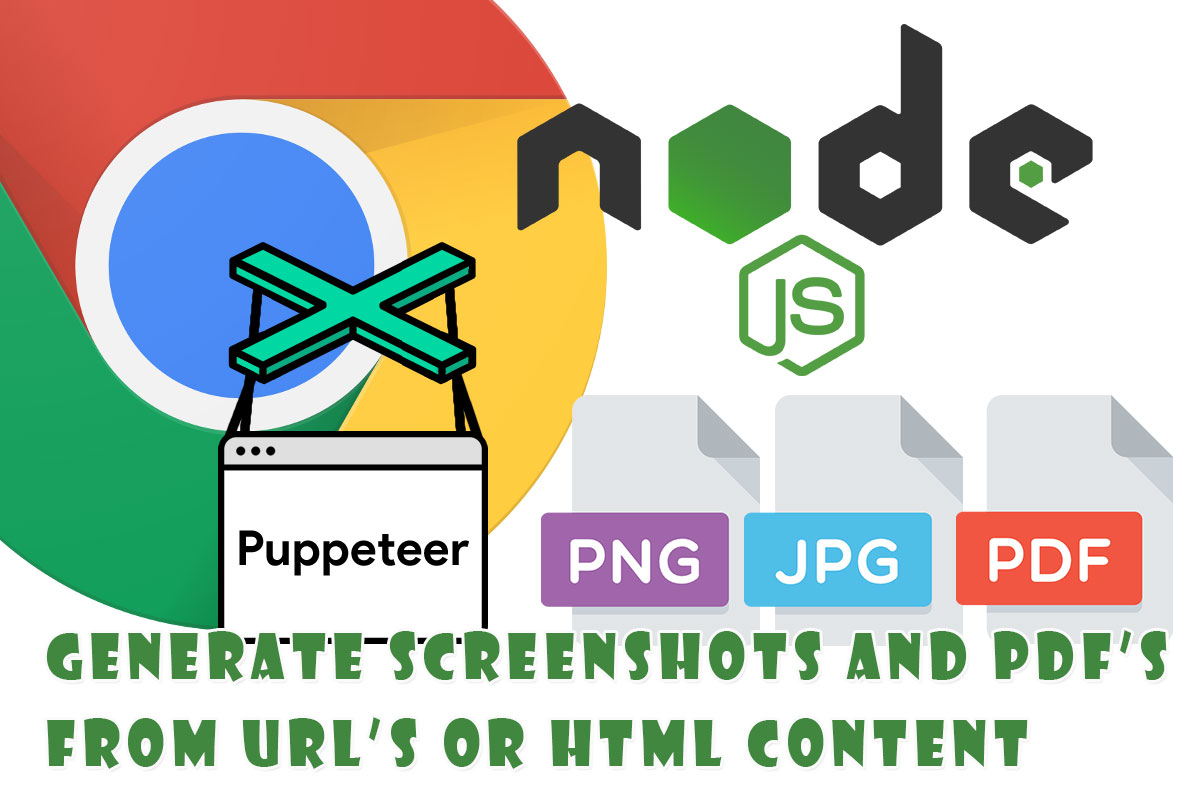 node
JS
Puppeteer
PNG
JPG
PDF
GENERATE SCREENSHOTS AND PDF'S
FROM URL'S OR HTML CONTENT